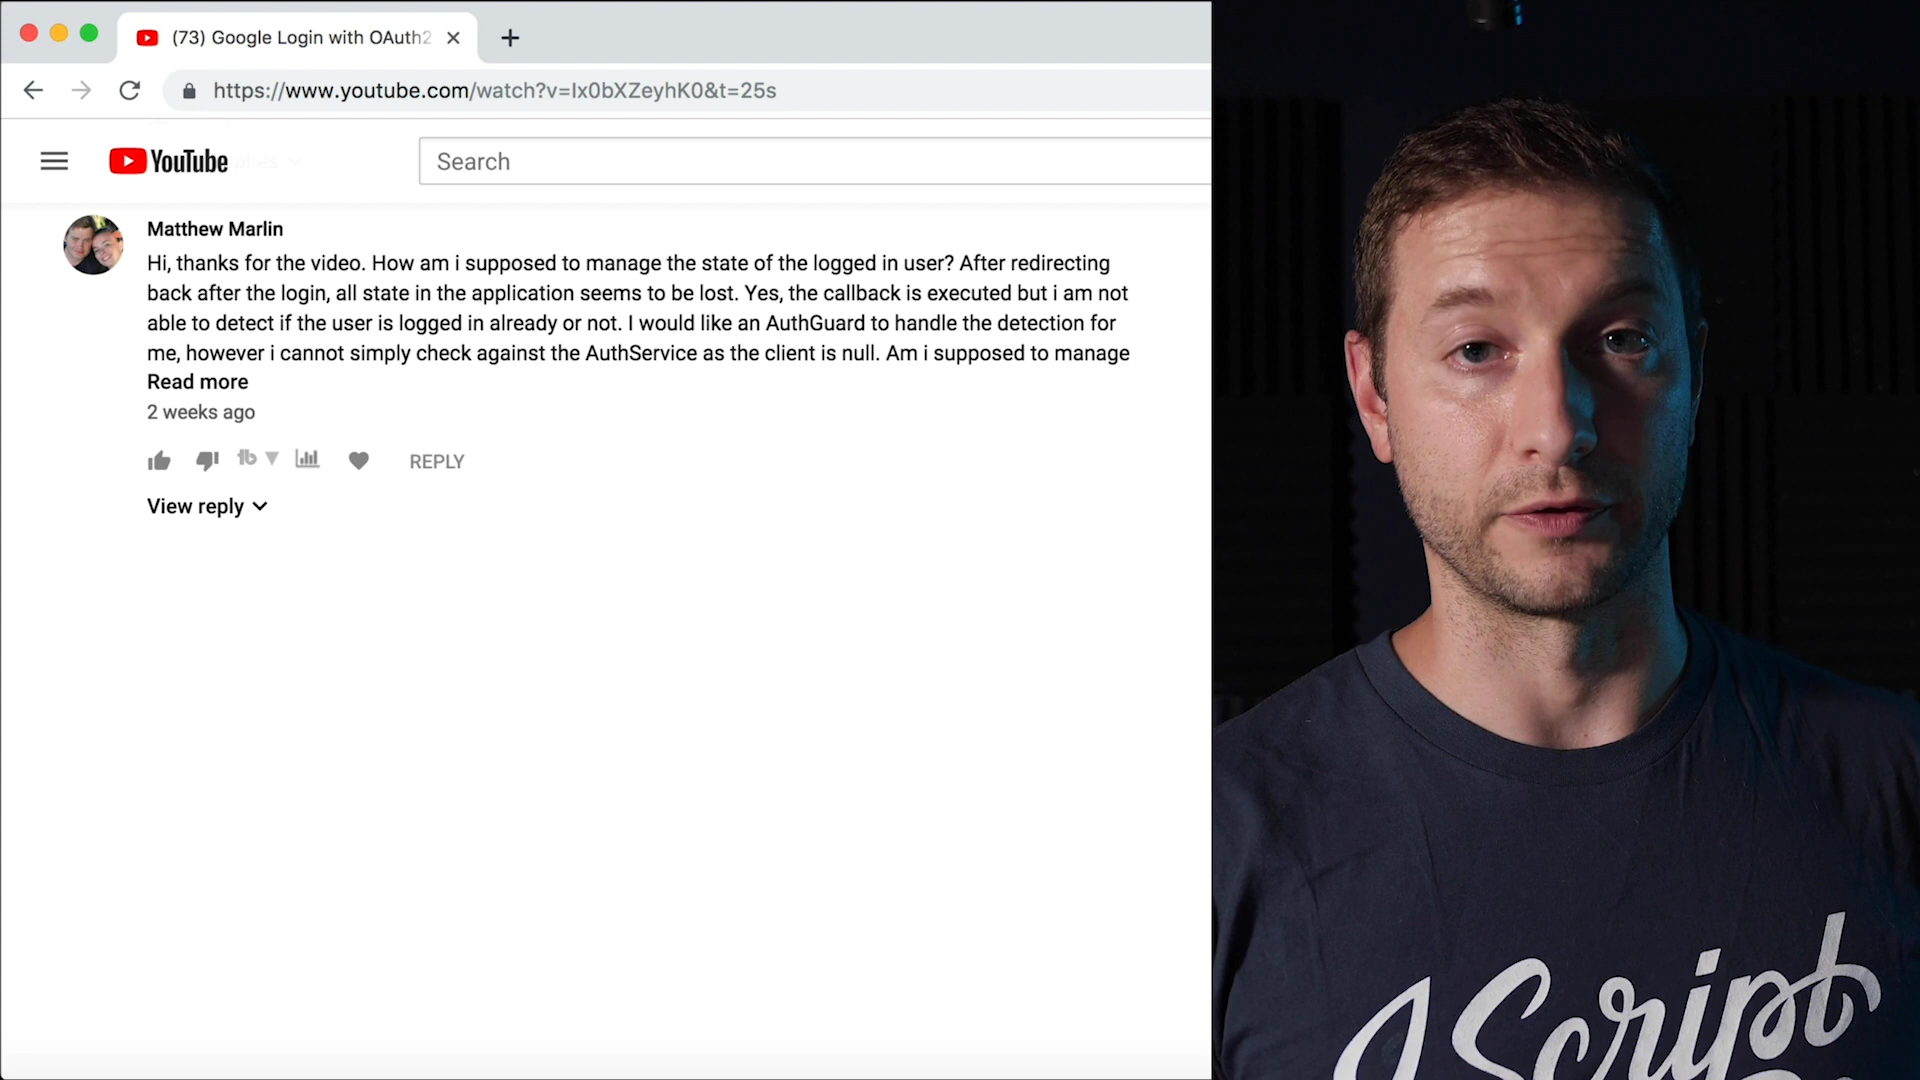 (73) Google Login with OAuth2
https://www.youtube.com/watch?v=Ix0bXZeyhK0&t=25s
YouTube
Search
Matthew Marlin
Hi, thanks for the video. How am i supposed to manage the state of the logged in user? After redirecting
back after the login, all state in the application seems to be lost. Yes, the callback is executed but i am not
able to detect if the user is logged in already or not. I would like an AuthGuard to handle the detection for
me, however i cannot simply check against the AuthService as the client is null. Am i supposed to manage
Read more
2 weeks ago
tb
REPLY
View reply
JScript